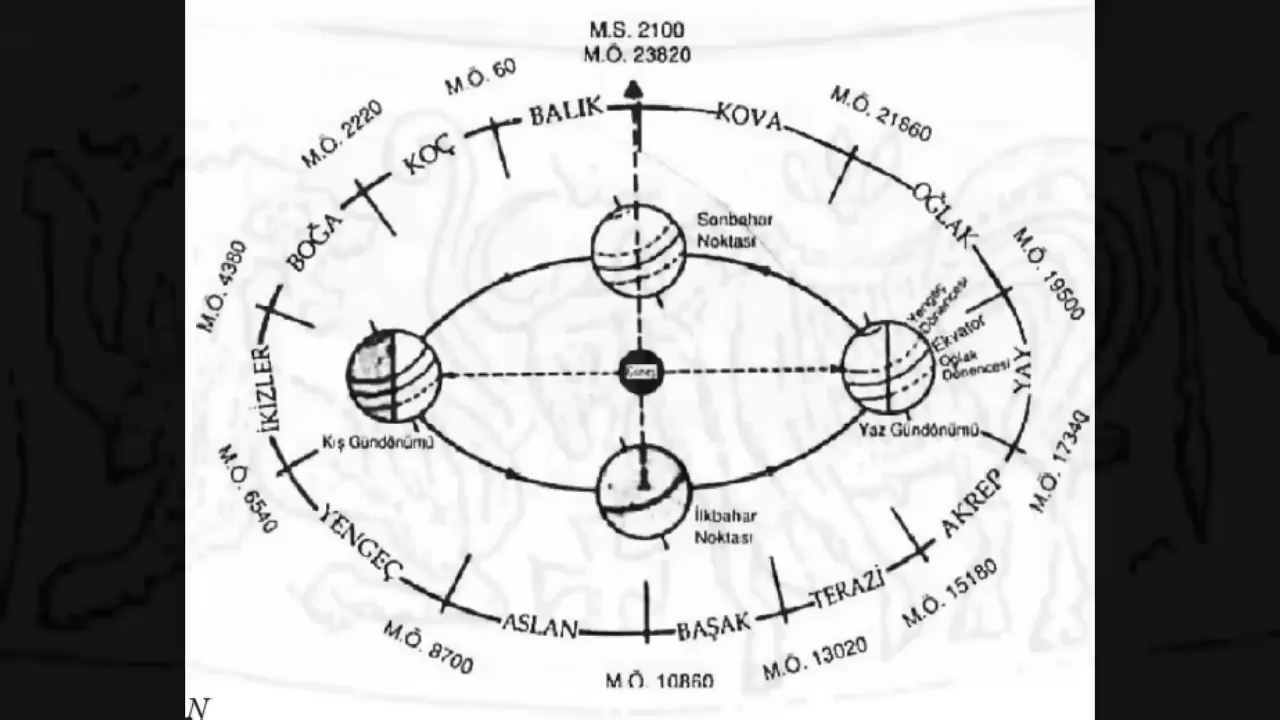 M.S. 2100
M.Ö. 23820
M.Ö. 60
M.Ö. 21860
BALIK
KOVA
M.Ö. 2220
KOÇ
OĞLAK
BOĞA
Sonbahar
Noktası
M.Ö. 4380
M.Ö. 19500
Yengeç
Dönencesi
Ekvator
Oğlak
Dönencesi
Güneş
YAY
İKİZLER
Kış Gündönümü
Yaz Gündönümü
M.Ö. 6540
M.Ö. 17340
YENGEÇ
AKREP
İlkbahar
Noktası
TERAZİ
M.Ö. 15180
ASLAN
BAŞAK
M.Ö. 8700
M.Ö. 13020
M.Ö. 10860
N